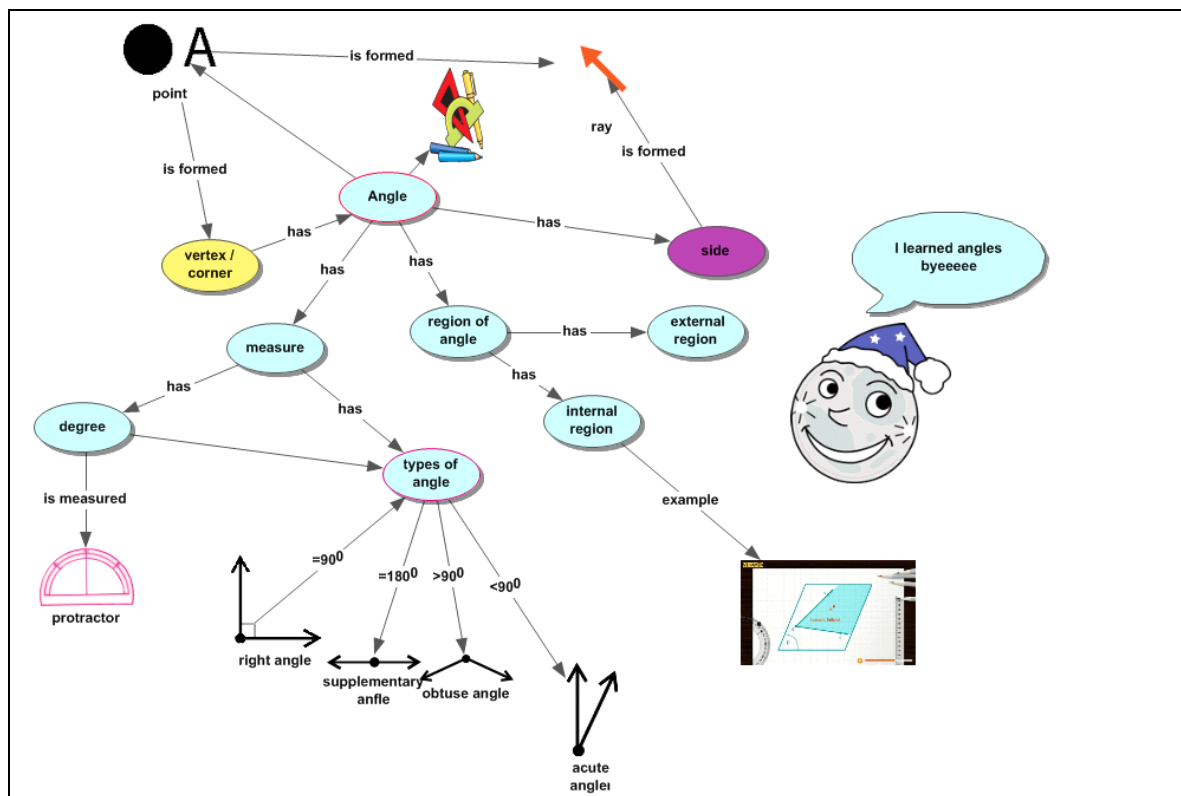 A
is formed
point
ray
is formed
is formed
Angle
has
has
side
vertex /
corner
I learned angles
byeeeee
has
has
region of
angle
has
external
region
measure
has
has
has
internal
region
degree
types of
angle
is measured
example
=90⁰
=180⁰
>90⁰
<90⁰
protractor
right angle
supplementary
anfle
obtuse angle
acute
angler